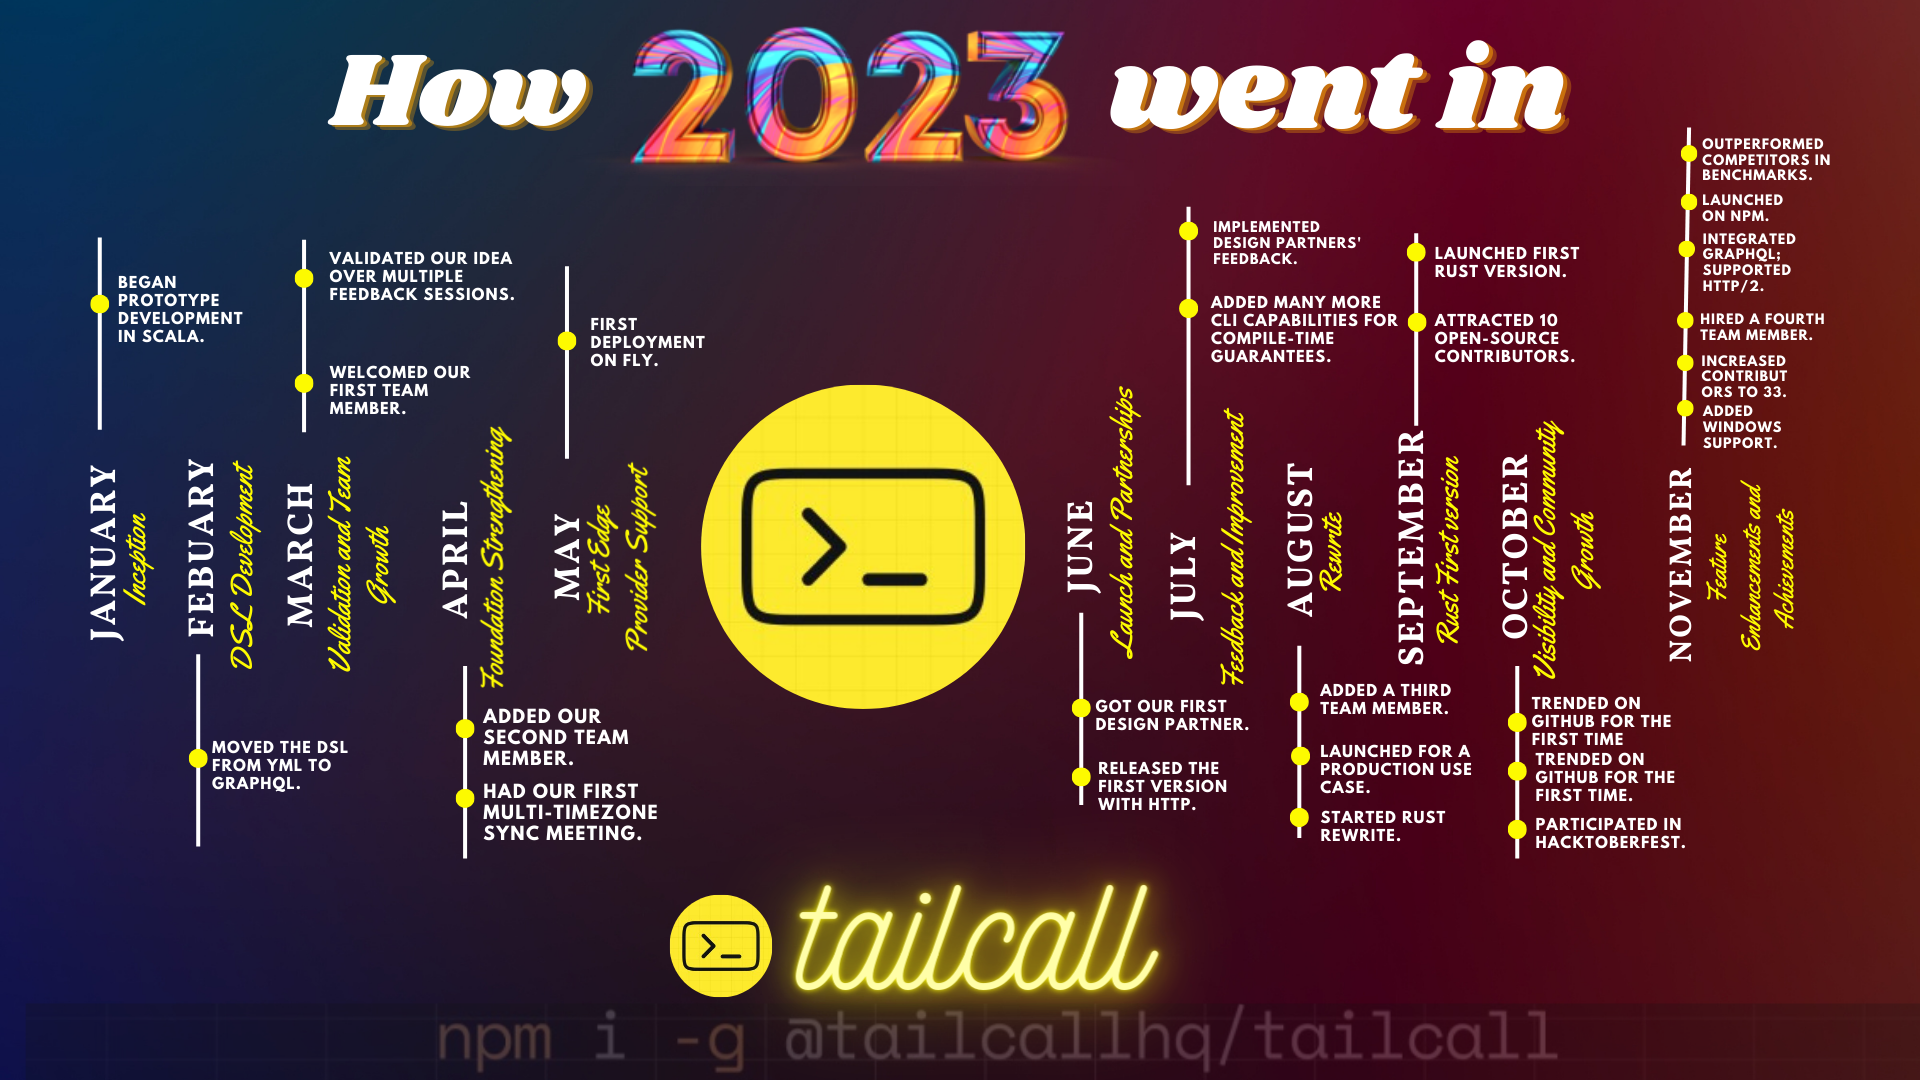 How 2023 went in
BEGAN
PROTOTYPE
DEVELOPMENT
IN SCALA.
JANUARY
Inception
FEBUARY
DSL Development
MOVED THE DSL
FROM YML TO
GRAPHQL.
VALIDATED OUR IDEA
OVER MULTIPLE
FEEDBACK SESSIONS.
WELCOMED OUR
FIRST TEAM
MEMBER.
MARCH
Validation and Team
Growth
APRIL
Foundation Strengthening
ADDED OUR
SECOND TEAM
MEMBER.
HAD OUR FIRST
MULTI-TIMEZONE
SYNC MEETING.
FIRST
DEPLOYMENT
ON FLY.
MAY
First Edge
Provider Support
>_
JUNE
Launch and Partnerships
GOT OUR FIRST
DESIGN PARTNER.
RELEASED THE
FIRST VERSION
WITH HTTP.
IMPLEMENTED
DESIGN PARTNERS'
FEEDBACK.
ADDED MANY MORE
CLI CAPABILITIES FOR
COMPILE-TIME
GUARANTEES.
JULY
Feedback and Improvement
AUGUST
Rewrite
ADDED A THIRD
TEAM MEMBER.
LAUNCHED FOR A
PRODUCTION USE
CASE.
STARTED RUST
REWRITE.
LAUNCHED FIRST
RUST VERSION.
ATTRACTED 10
OPEN-SOURCE
CONTRIBUTORS.
SEPTEMBER
Rust First version
OCTOBER
Visibility and Community
Growth
TRENDED ON
GITHUB FOR THE
FIRST TIME
TRENDED ON
GITHUB FOR THE
FIRST TIME.
PARTICIPATED IN
HACKTOBERFEST.
OUTPERFORMED
COMPETITORS IN
BENCHMARKS.
LAUNCHED
ON NPM.
INTEGRATED
GRAPHQL;
SUPPORTED
HTTP/2.
HIRED A FOURTH
TEAM MEMBER.
INCREASED
CONTRIBUT
ORS TO 33.
ADDED
WINDOWS
SUPPORT.
NOVEMBER
Feature
Enhancements and
Achievements
>_
tailcall
npm i -g @tailcallhq/tailcall